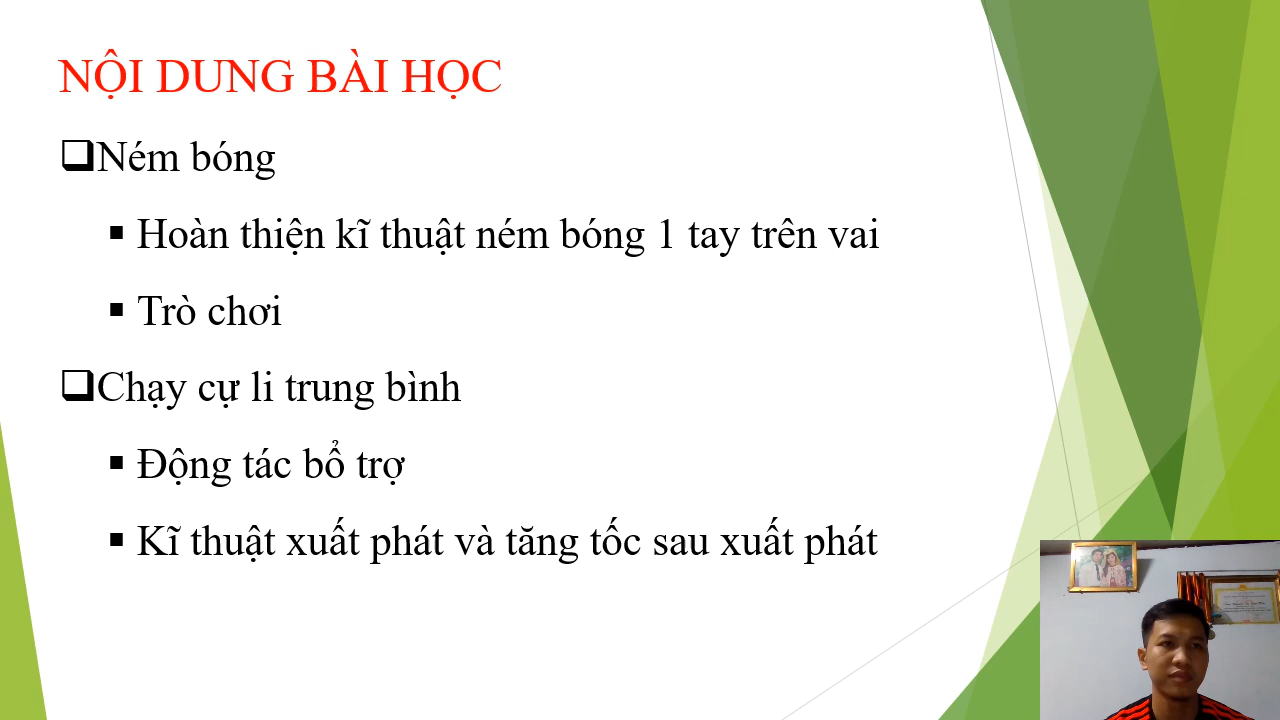 NỘI DUNG BÀI HỌC
Ném bóng
Hoàn thiện kĩ thuật ném bóng 1 tay trên vai
Trò chơi
Chạy cự li trung bình
Động tác bổ trợ
Kĩ thuật xuất phát và tăng tốc sau xuất phát